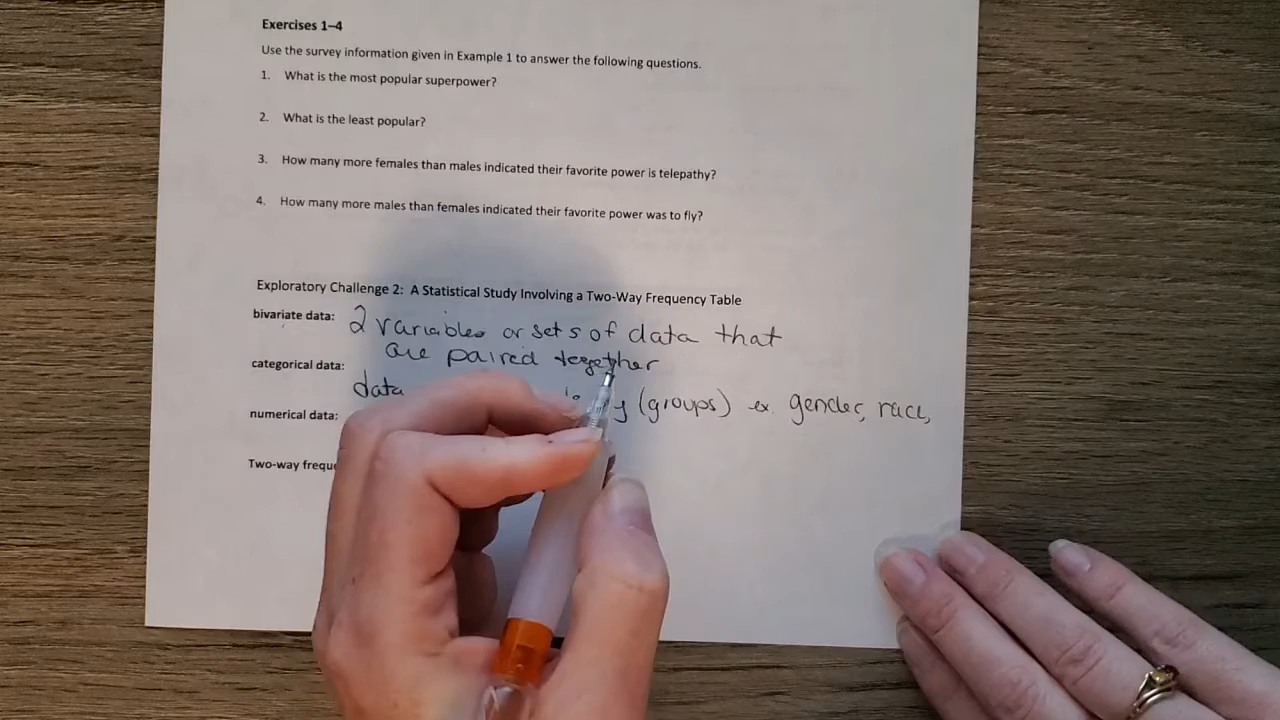 Exercises 1–4
Use the survey information given in Example 1 to answer the following questions.
1. What is the most popular superpower?
2. What is the least popular?
3. How many more females than males indicated their favorite power is telepathy?
4. How many more males than females indicated their favorite power was to fly?
Exploratory Challenge 2: A Statistical Study Involving a Two-Way Frequency Table
bivariate data: 2 variables or sets of data that
are paired together
categorical data:
data (groups) ex. gender, race,
numerical data:
Two-way